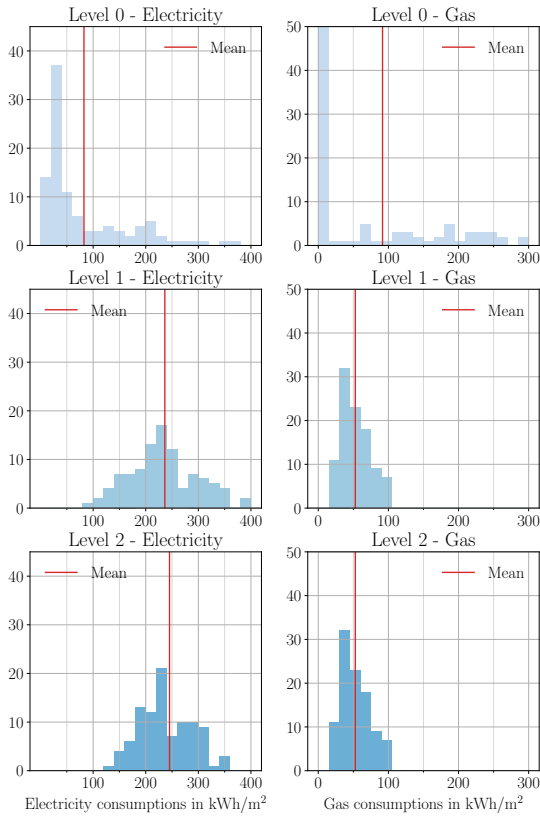 Level 0 - Electricity
Mean
40
30
20
10
0
100 200 300 400
Level 0 - Gas
Mean
50
40
30
20
10
0
0 100 200 300
Level 1 - Electricity
Mean
40
30
20
10
0
100 200 300 400
Level 1 - Gas
Mean
50
40
30
20
10
0
0 100 200 300
Level 2 - Electricity
Mean
40
30
20
10
0
100 200 300 400
Electricity consumptions in kWh/m²
Level 2 - Gas
Mean
50
40
30
20
10
0
0 100 200 300
Gas consumptions in kWh/m²